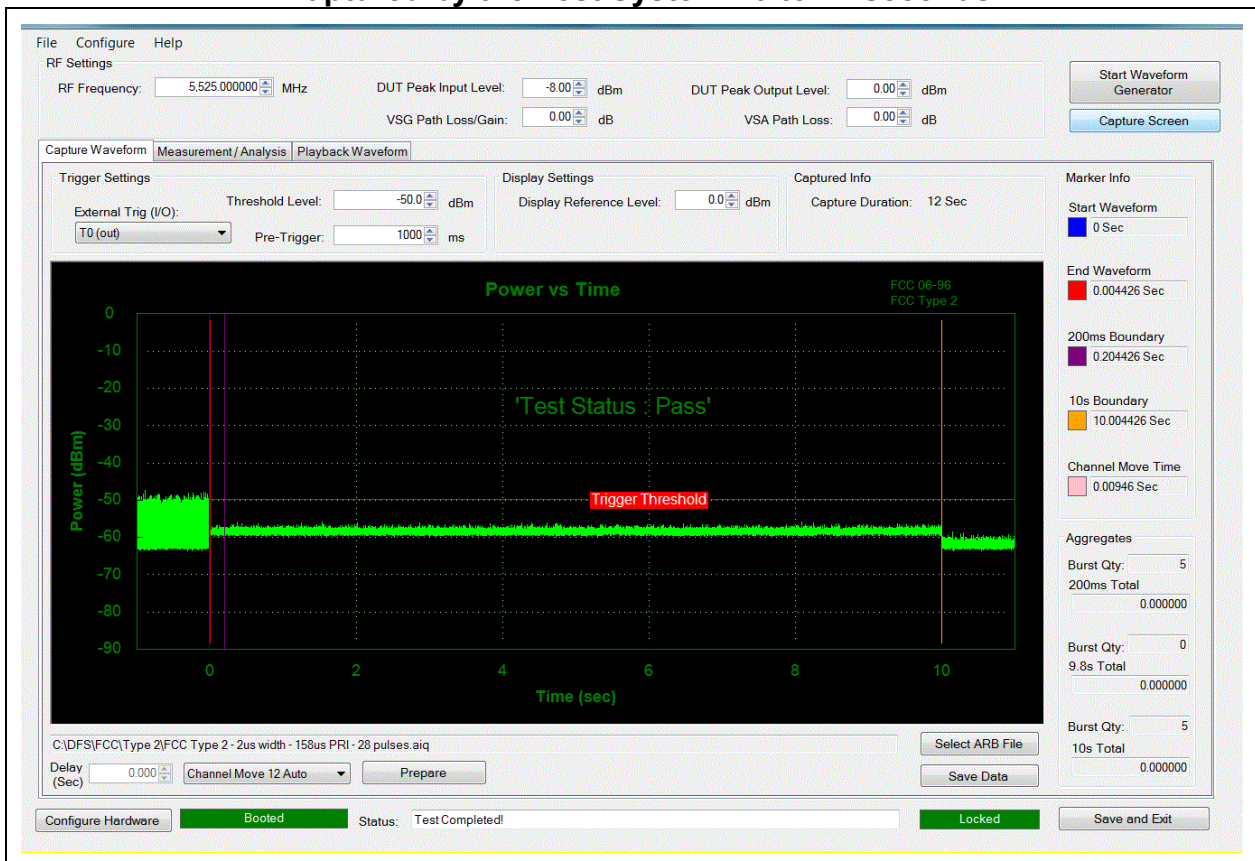 File Configure Help
RF Settings
RF Frequency: 5,525.000000 MHz DUT Peak Input Level: -8.00 dBm DUT Peak Output Level: 0.00 dBm
VSG Path Loss/Gain: 0.00 dB VSA Path Loss: 0.00 dB
Start Waveform
Generator
Capture Screen
Capture Waveform Measurement / Analysis Playback Waveform
Trigger Settings
External Trig (I/O):
T0 (out)
Threshold Level: -50.0 dBm
Pre-Trigger: 1000 ms
Display Settings
Display Reference Level: 0.0 dBm
Captured Info
Capture Duration: 12 Sec
Marker Info
Start Waveform
0 Sec
End Waveform
0.004426 Sec
200ms Boundary
0.204426 Sec
10s Boundary
10.004426 Sec
Channel Move Time
0.00946 Sec
Aggregates
Burst Qty: 5
200ms Total
0.000000
Burst Qty: 0
9.8s Total
0.000000
Burst Qty: 5
10s Total
0.000000
Power vs Time
FCC 06-96
FCC Type 2
'Test Status : Pass'
Trigger Threshold
Power (dBm)
0
-10
-20
-30
-40
-50
-60
-70
-80
-90
0 2 4 6 8 10
Time (sec)
C:\DFS\FCC\Type 2\FCC Type 2 - 2us width - 158us PRI - 28 pulses.aiq
Select ARB File
Delay
(Sec) 0.000 Channel Move 12 Auto Prepare
Save Data
Configure Hardware Booted Status: Test Completed! Locked Save and Exit